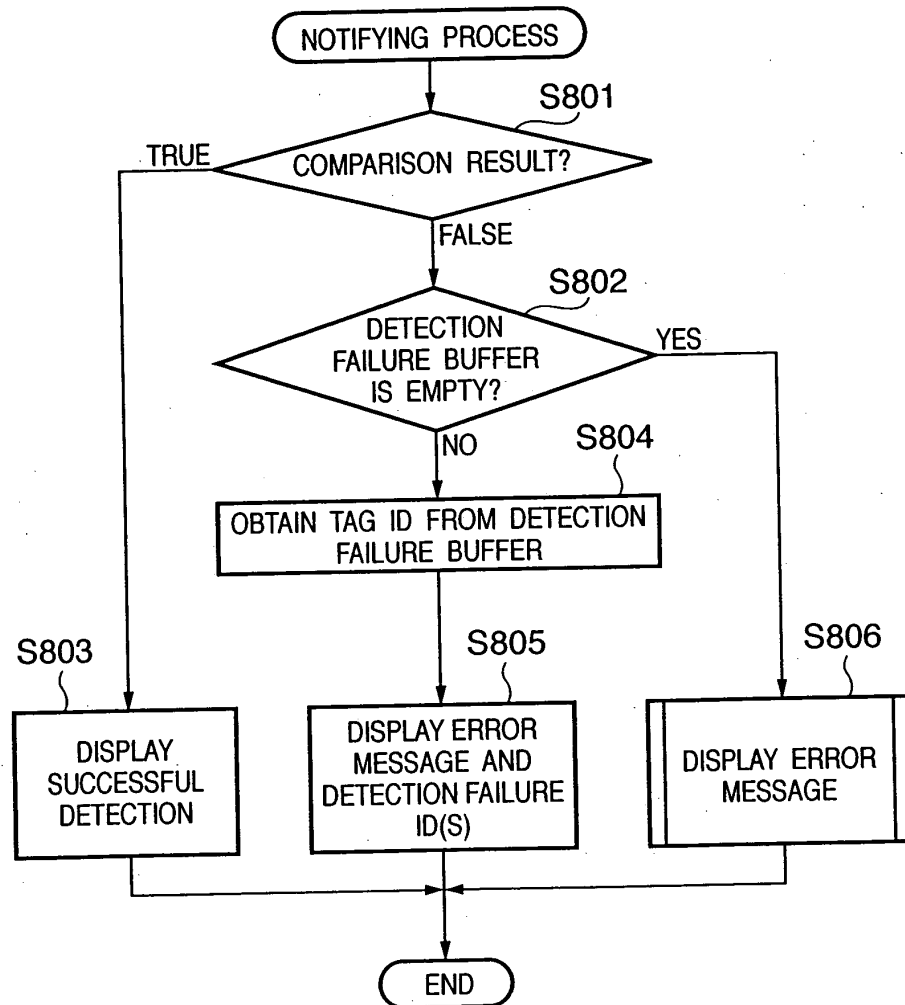 NOTIFYING PROCESS
S801
TRUE
COMPARISON RESULT?
FALSE
S802
DETECTION
FAILURE BUFFER
IS EMPTY?
YES
NO
S804
OBTAIN TAG ID FROM DETECTION
FAILURE BUFFER
S803
DISPLAY
SUCCESSFUL
DETECTION
S805
DISPLAY ERROR
MESSAGE AND
DETECTION FAILURE
ID(S)
S806
DISPLAY ERROR
MESSAGE
END